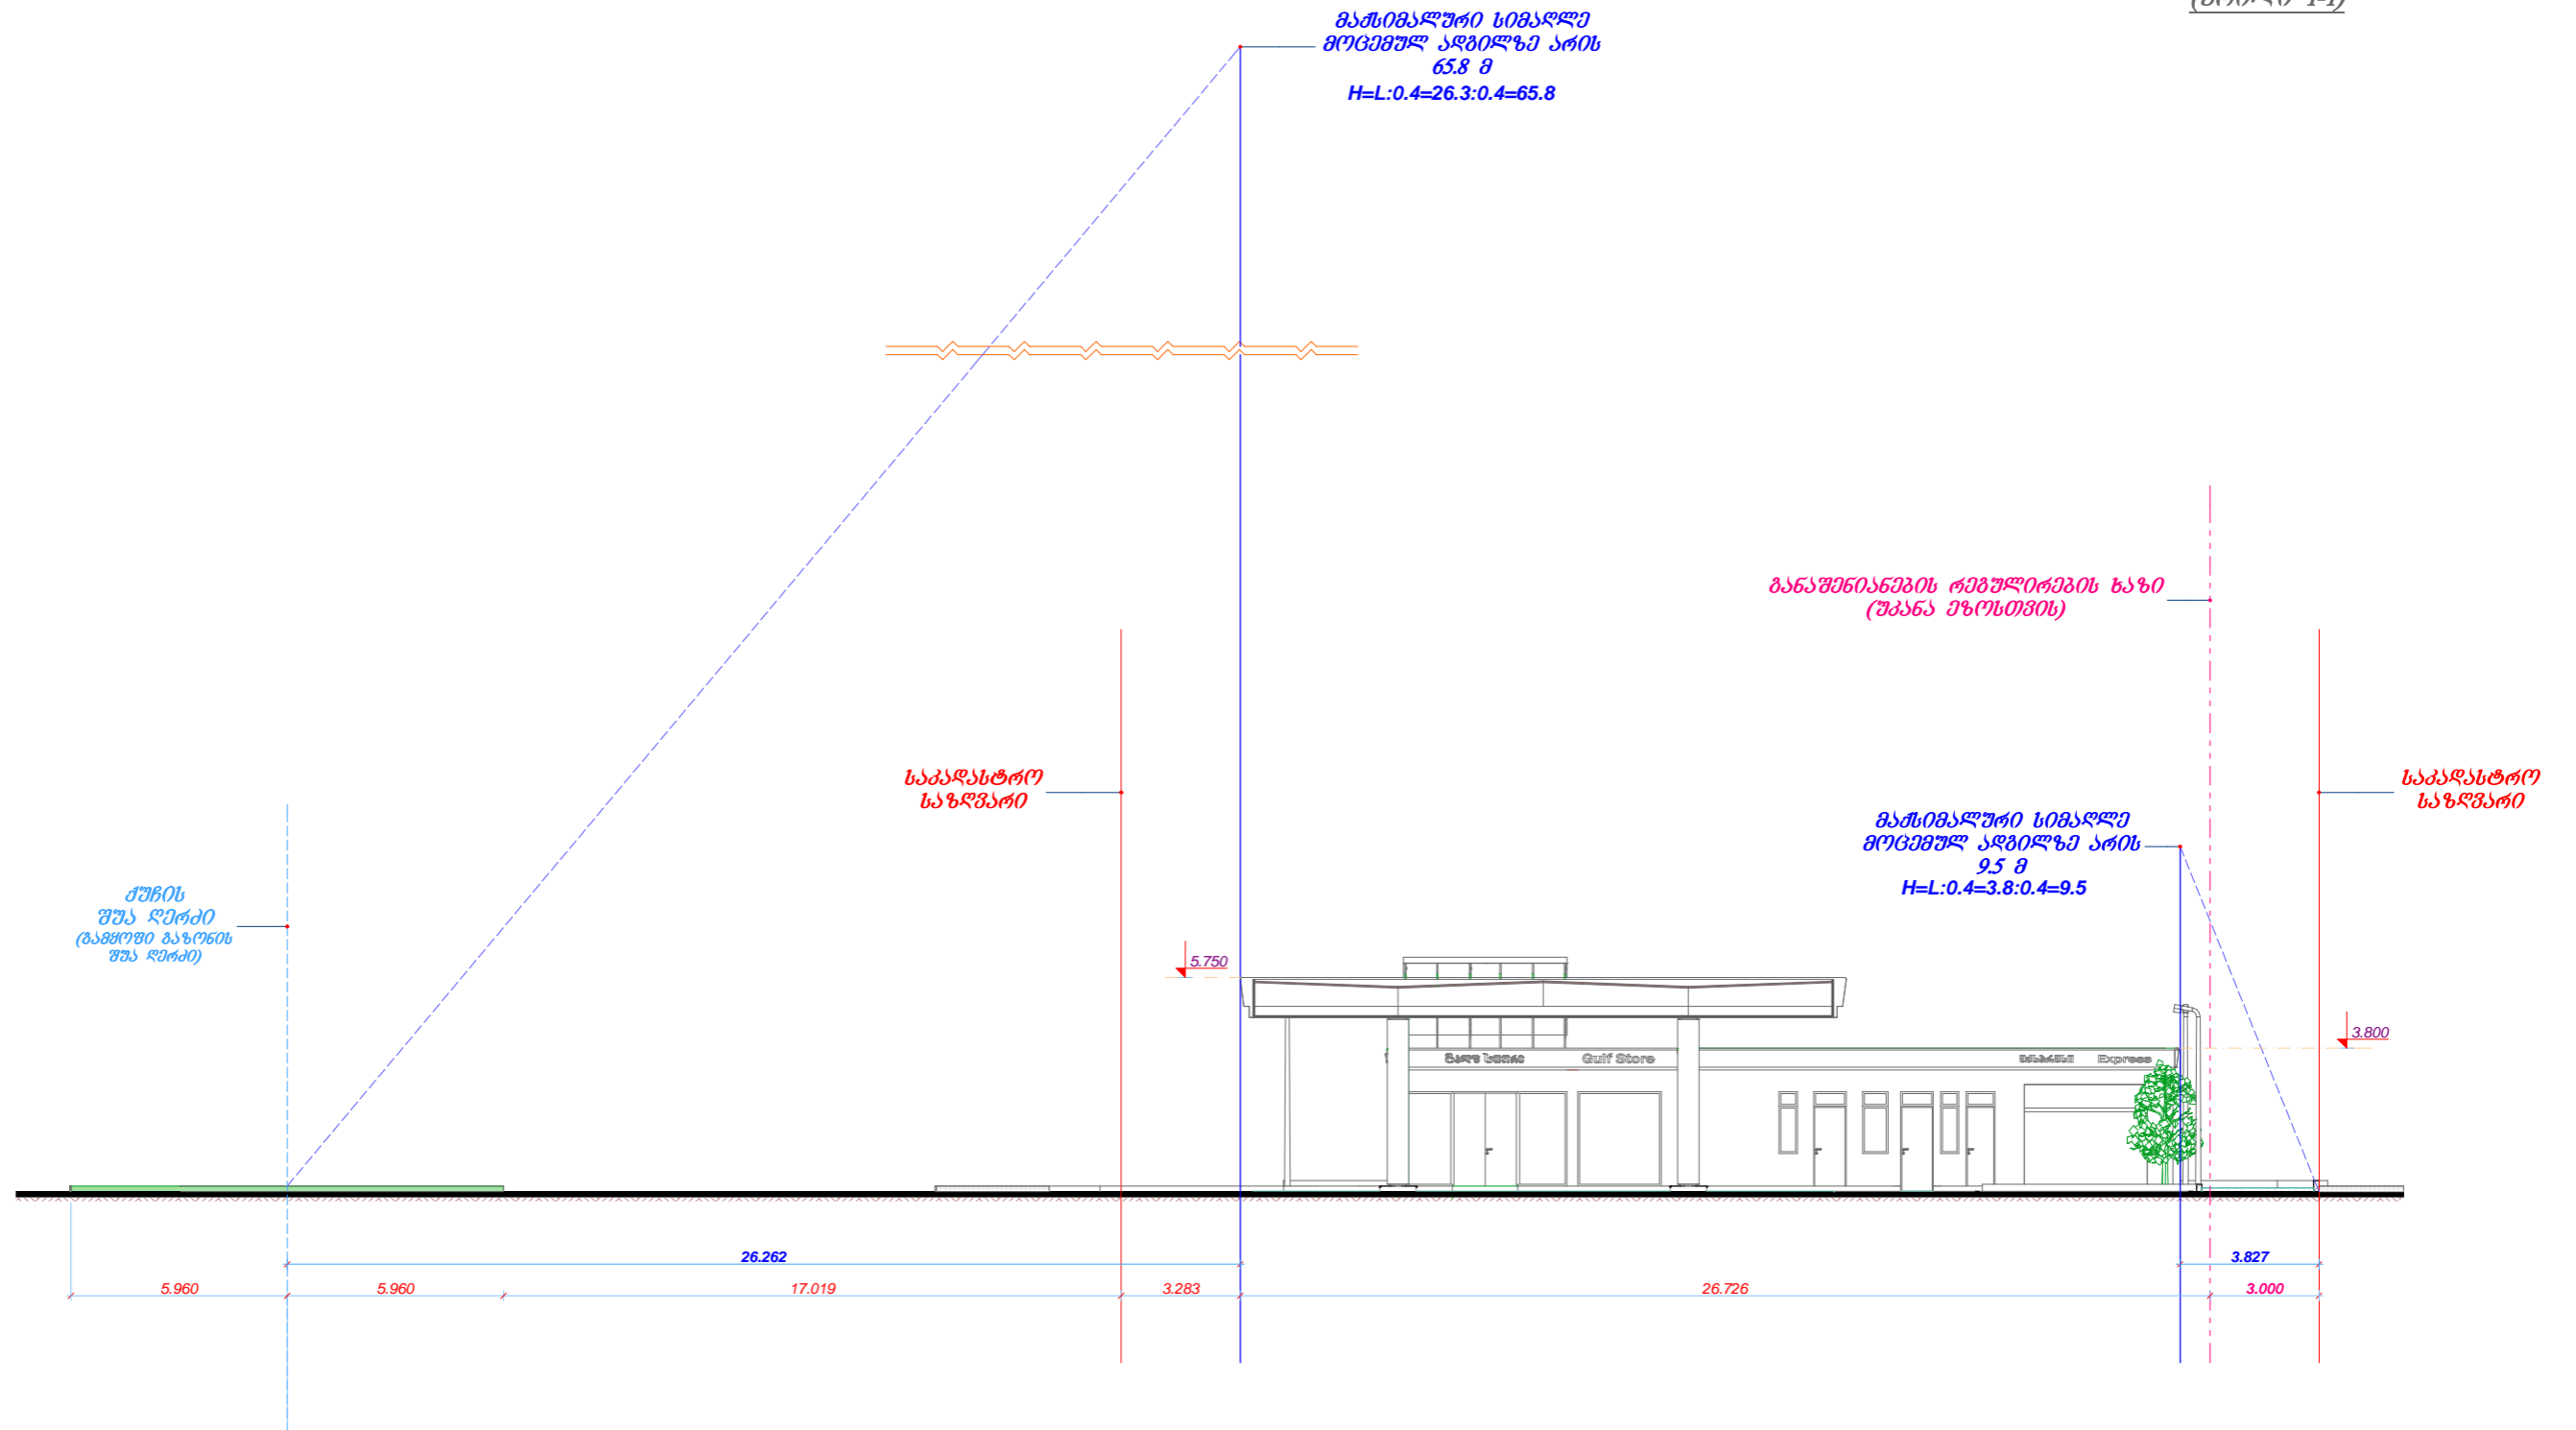 მაქსიმალური სიმაღლე
მოცემულ ადგილზე არის
65.8 მ
H=L:0.4=26.3:0.4=65.8
განაშენიანების რეგულირების ხაზი
(უკანა ეზოსთვის)
საკადასტრო
საზღვარი
საკადასტრო
საზღვარი
მაქსიმალური სიმაღლე
მოცემულ ადგილზე არის
9.5 მ
H=L:0.4=3.8:0.4=9.5
ქუჩის
შუა ღერძი
(გამყოფი გაზონის
შუა ღერძი)
5.750
3.800
გალფ სთორი
Gulf Store
ექსპრესი
Express
26.262
3.827
5.960
5.960
17.019
3.283
26.726
3.000